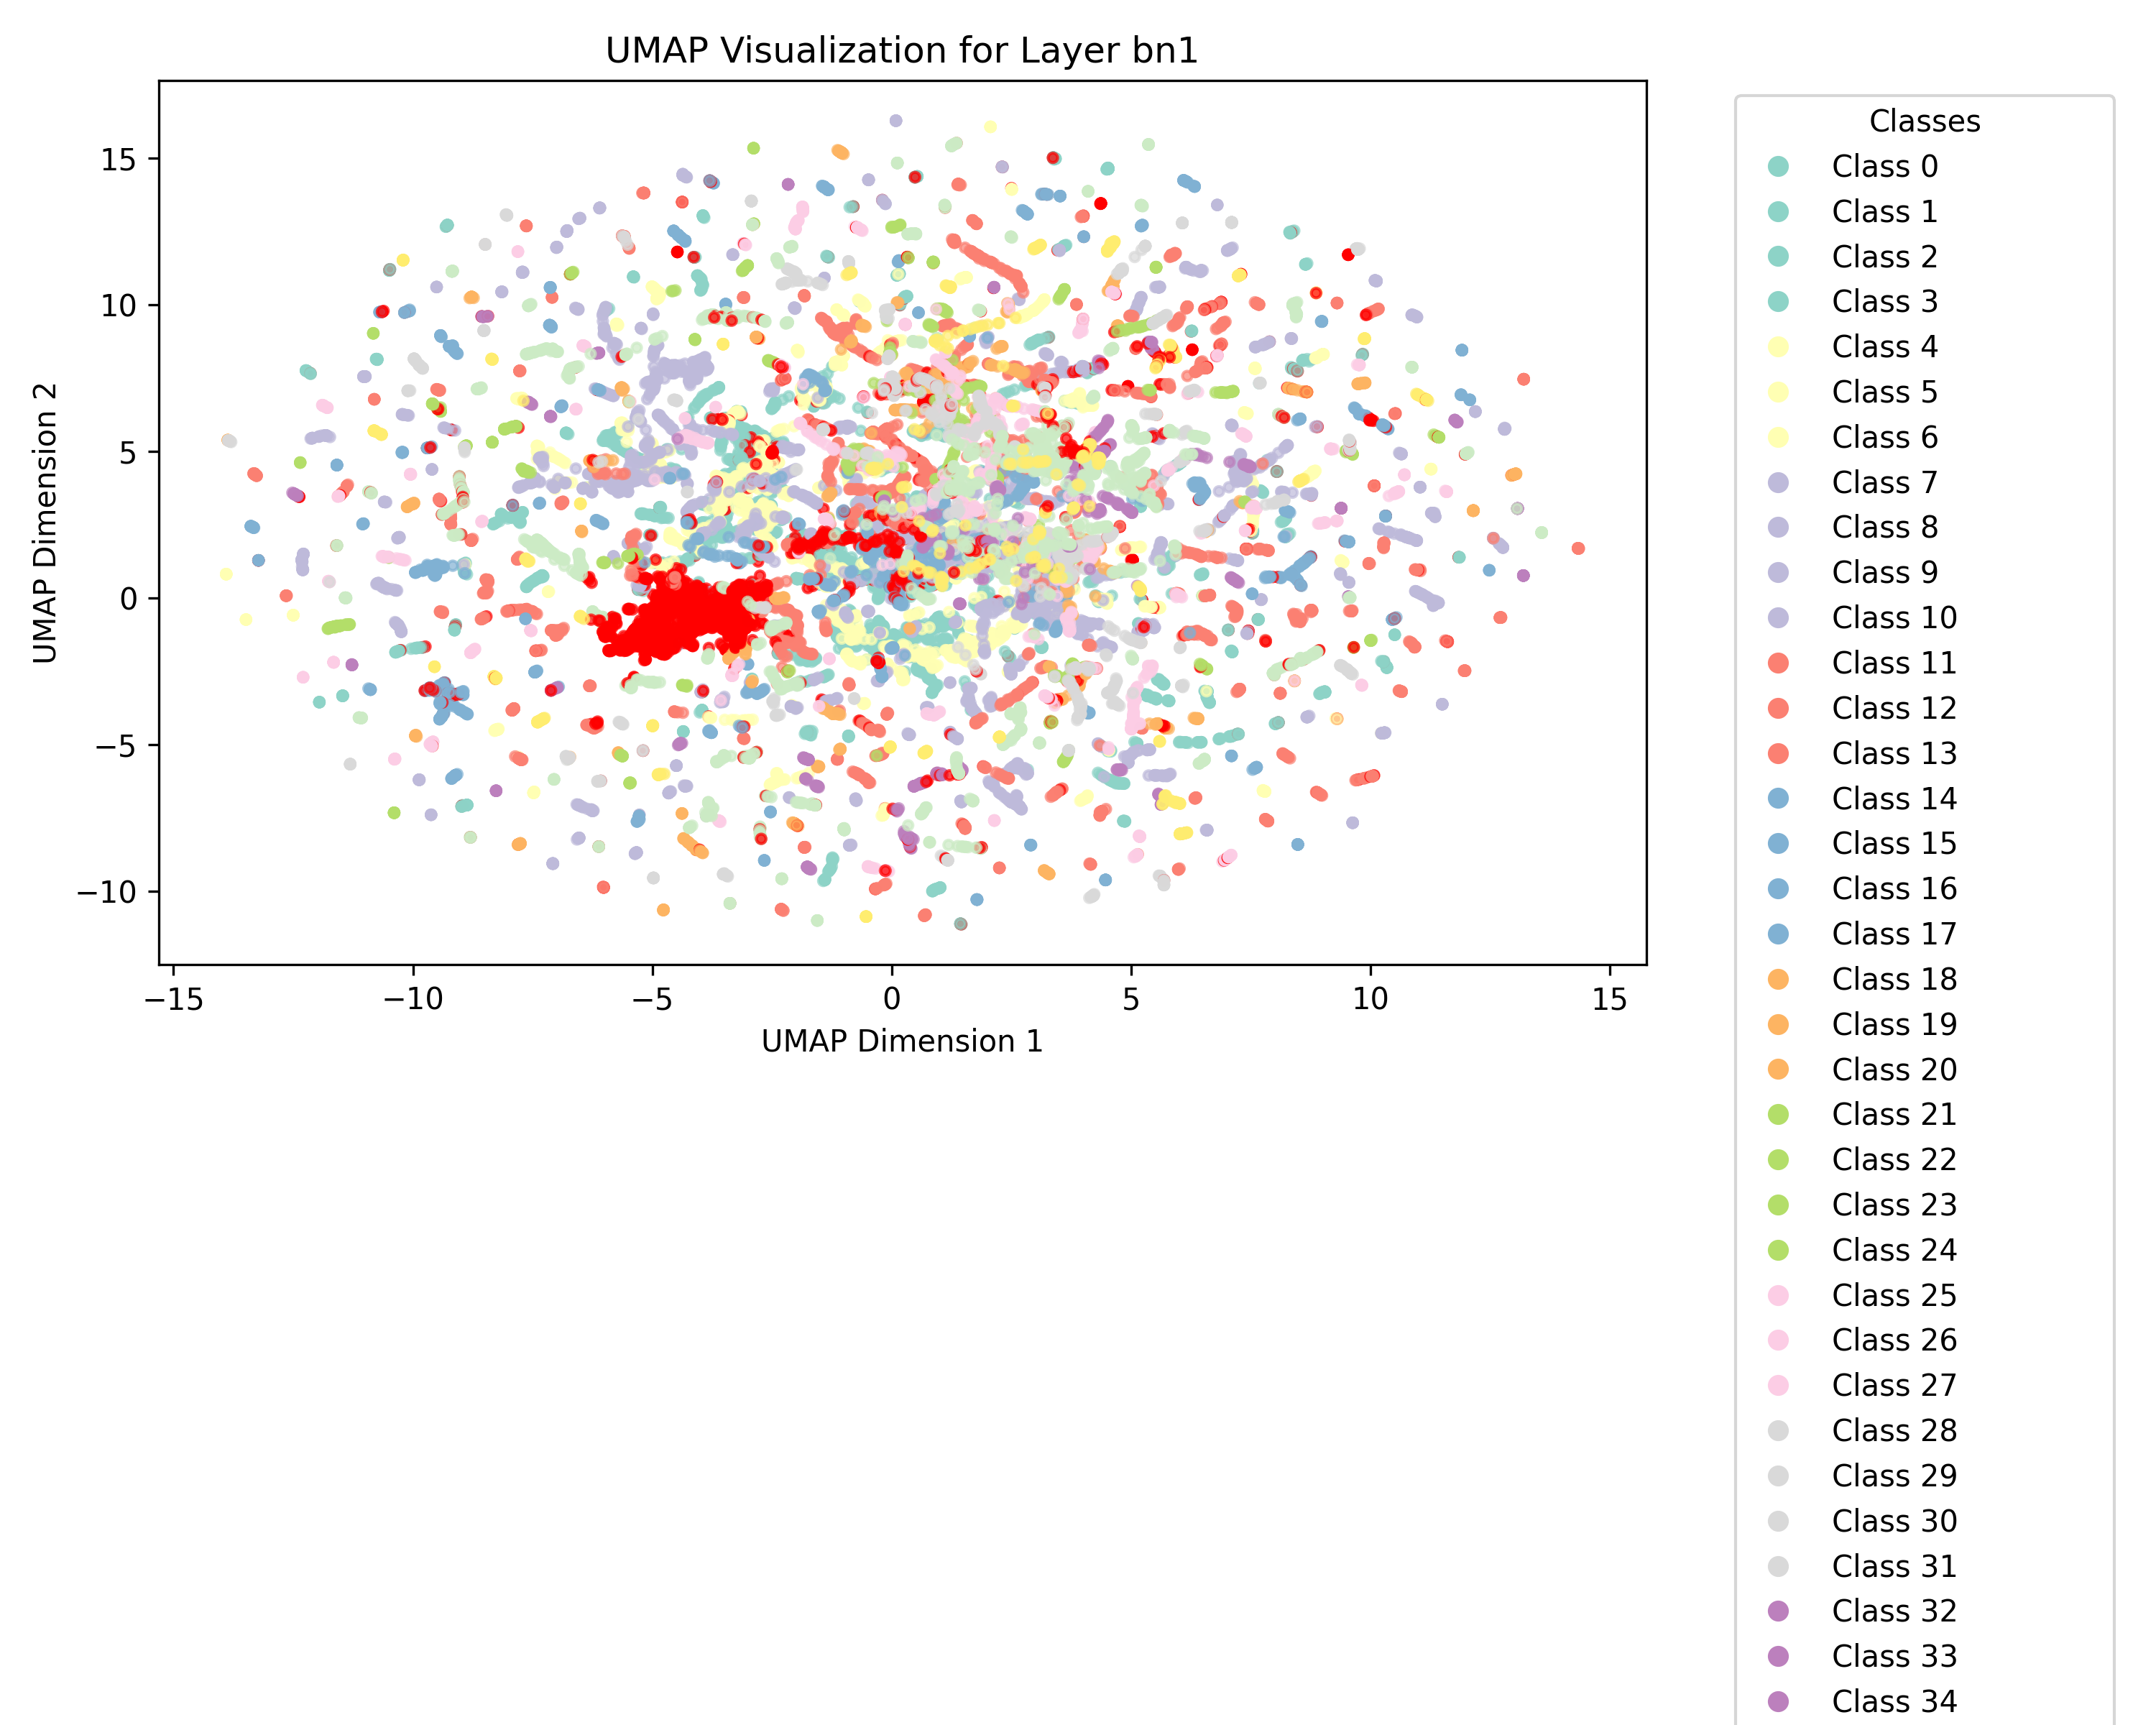 UMAP Visualization for Layer bn1
15
10
5
0
−5
−10
UMAP Dimension 2
−15
−10
−5
0
5
10
15
UMAP Dimension 1
Classes
Class 0
Class 1
Class 2
Class 3
Class 4
Class 5
Class 6
Class 7
Class 8
Class 9
Class 10
Class 11
Class 12
Class 13
Class 14
Class 15
Class 16
Class 17
Class 18
Class 19
Class 20
Class 21
Class 22
Class 23
Class 24
Class 25
Class 26
Class 27
Class 28
Class 29
Class 30
Class 31
Class 32
Class 33
Class 34